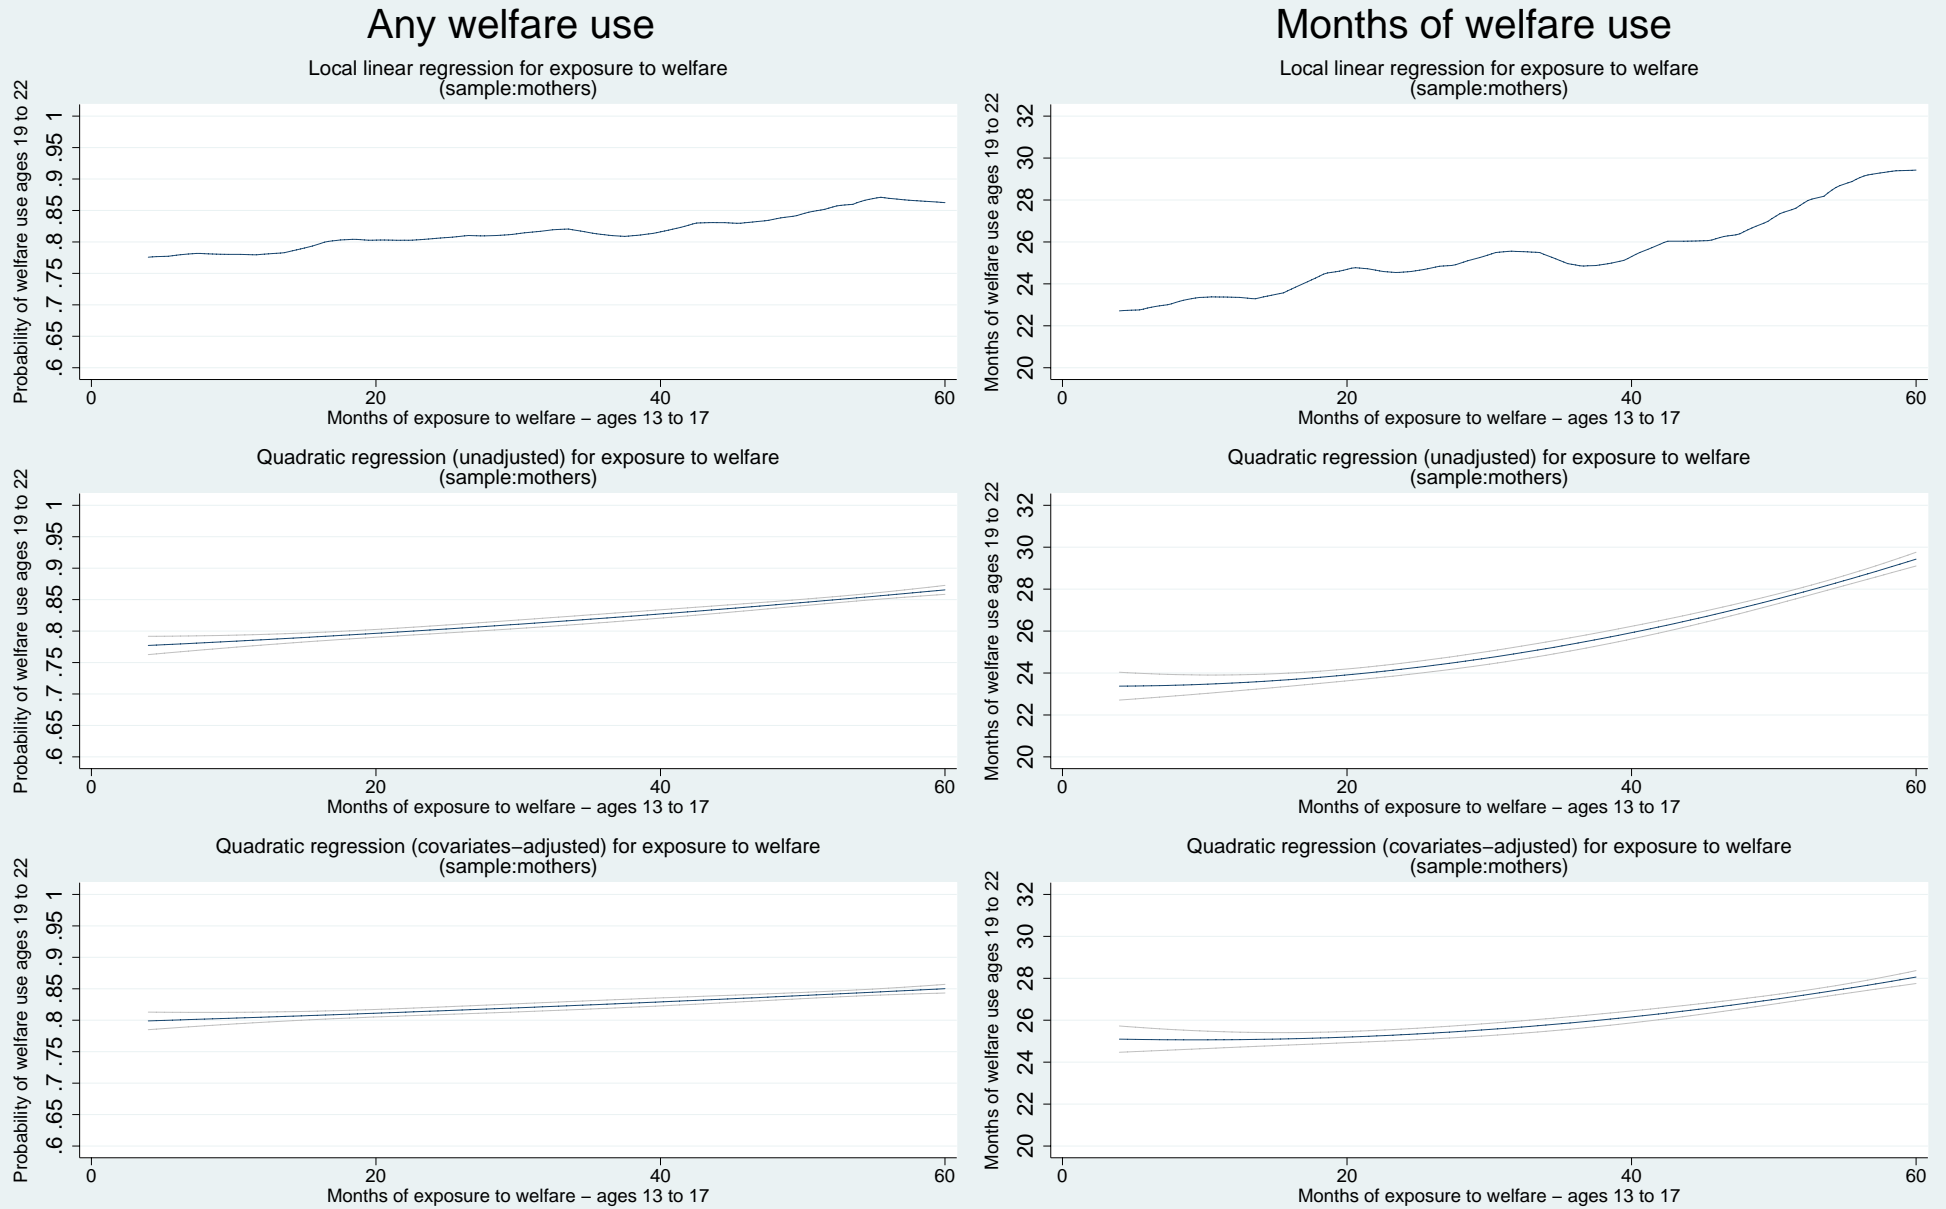 Any welfare use
Local linear regression for exposure to welfare
(sample:mothers)
Probability of welfare use ages 19 to 22
.6 .65 .7 .75 .8 .85 .9 .95 1
0 20 40 60
Months of exposure to welfare – ages 13 to 17
Quadratic regression (unadjusted) for exposure to welfare
(sample:mothers)
Probability of welfare use ages 19 to 22
.6 .65 .7 .75 .8 .85 .9 .95 1
0 20 40 60
Months of exposure to welfare – ages 13 to 17
Quadratic regression (covariates–adjusted) for exposure to welfare
(sample:mothers)
Probability of welfare use ages 19 to 22
.6 .65 .7 .75 .8 .85 .9 .95 1
0 20 40 60
Months of exposure to welfare – ages 13 to 17
Months of welfare use
Local linear regression for exposure to welfare
(sample:mothers)
Months of welfare use ages 19 to 22
20 22 24 26 28 30 32
0 20 40 60
Months of exposure to welfare – ages 13 to 17
Quadratic regression (unadjusted) for exposure to welfare
(sample:mothers)
Months of welfare use ages 19 to 22
20 22 24 26 28 30 32
0 20 40 60
Months of exposure to welfare – ages 13 to 17
Quadratic regression (covariates–adjusted) for exposure to welfare
(sample:mothers)
Months of welfare use ages 19 to 22
20 22 24 26 28 30 32
0 20 40 60
Months of exposure to welfare – ages 13 to 17